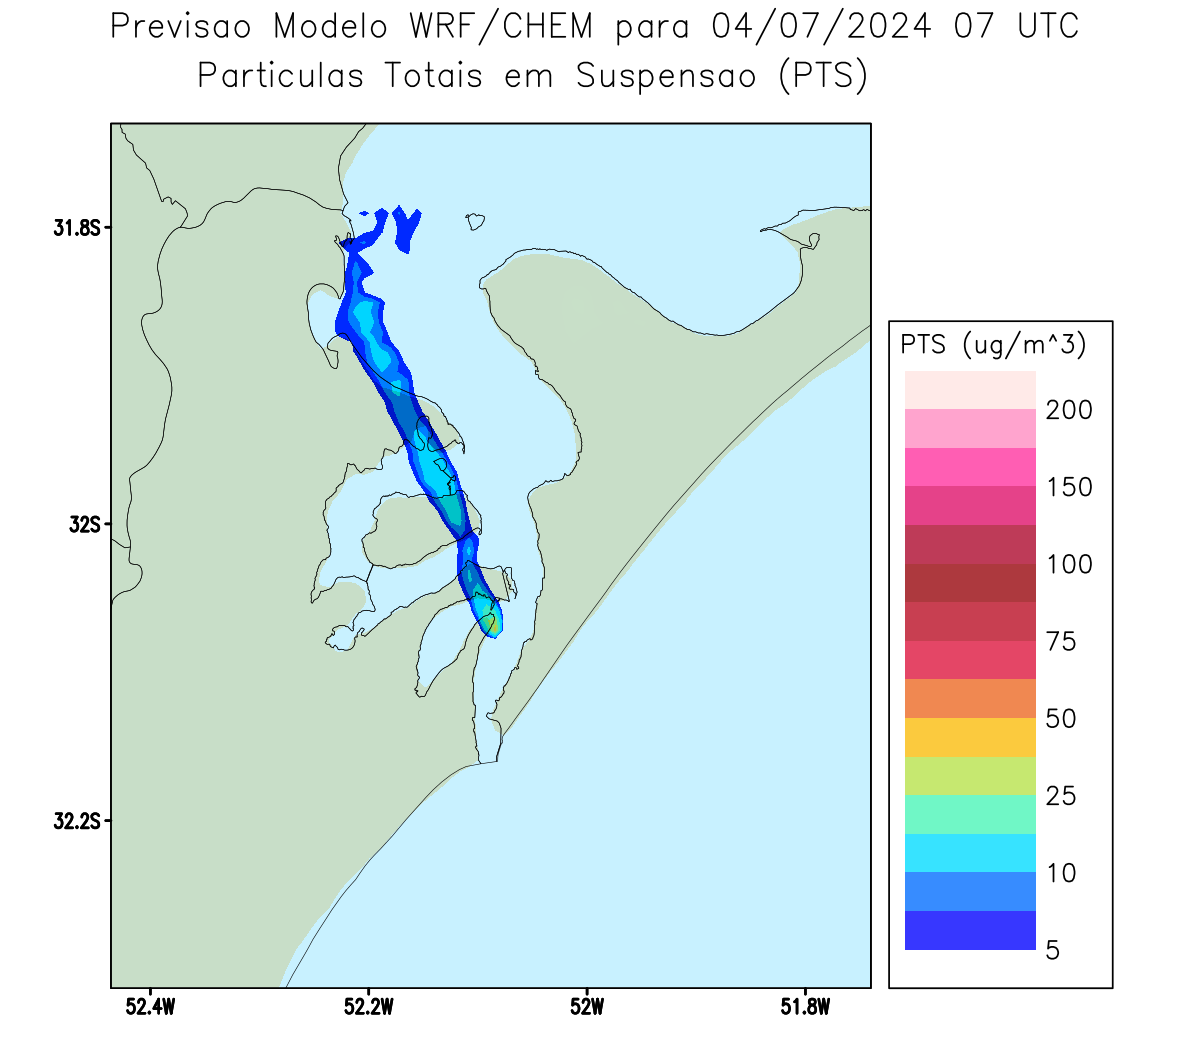 Previsao Modelo WRF/CHEM para 04/07/2024 07 UTC
Particulas Totais em Suspensao (PTS)
31.8S
32S
32.2S
52.4W
52.2W
52W
51.8W
PTS (ug/m^3)
200
150
100
75
50
25
10
5